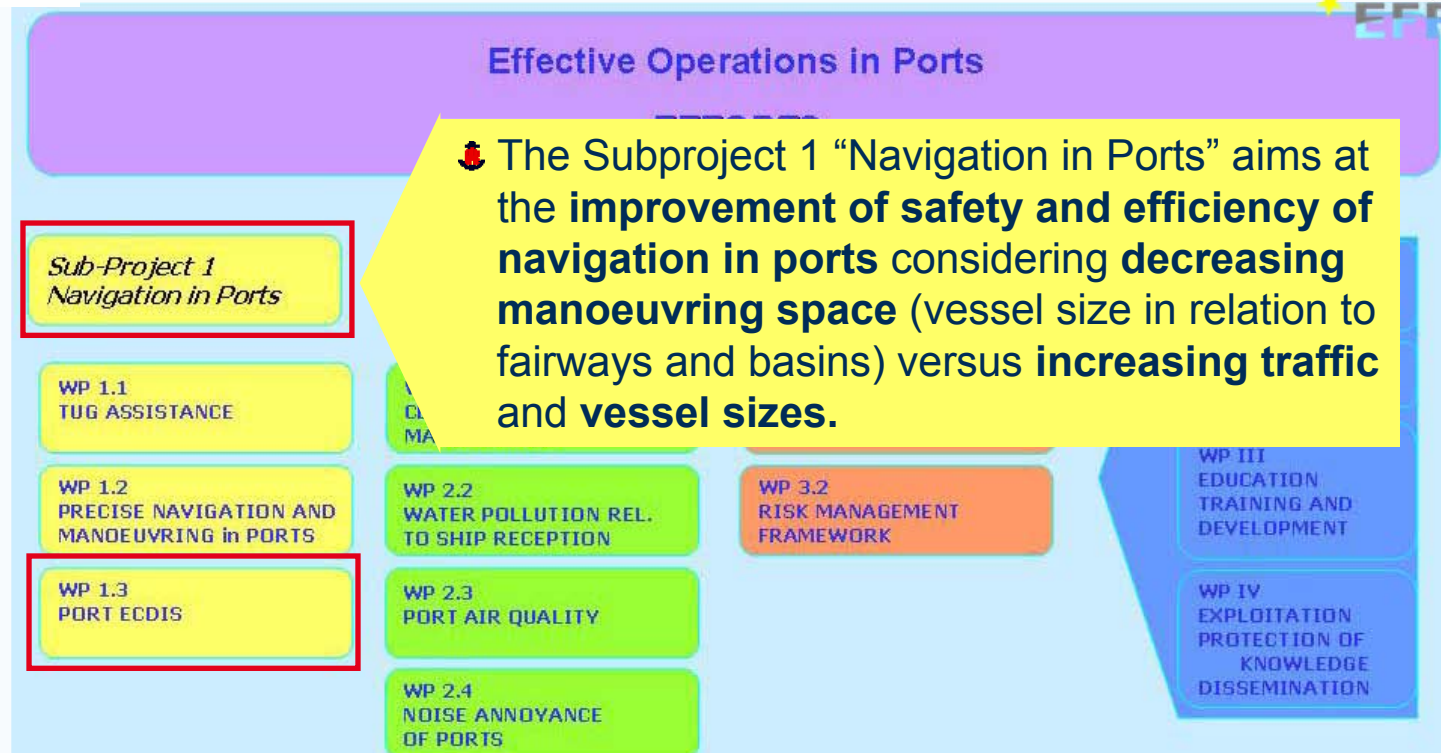 Effective Operations in Ports
The Subproject 1 “Navigation in Ports” aims at
the improvement of safety and efficiency of
navigation in ports considering decreasing
manoeuvring space (vessel size in relation to
fairways and basins) versus increasing traffic
and vessel sizes.
Sub-Project 1
Navigation in Ports
WP 1.1
TUG ASSISTANCE
WP 1.2
PRECISE NAVIGATION AND
MANOEUVRING in PORTS
WP 1.3
PORT ECDIS
WP 2.2
WATER POLLUTION REL.
TO SHIP RECEPTION
WP 2.3
PORT AIR QUALITY
WP 2.4
NOISE ANNOYANCE
OF PORTS
WP 3.2
RISK MANAGEMENT
FRAMEWORK
WP III
EDUCATION
TRAINING AND
DEVELOPMENT
WP IV
EXPLOITATION
PROTECTION OF
KNOWLEDGE
DISSEMINATION